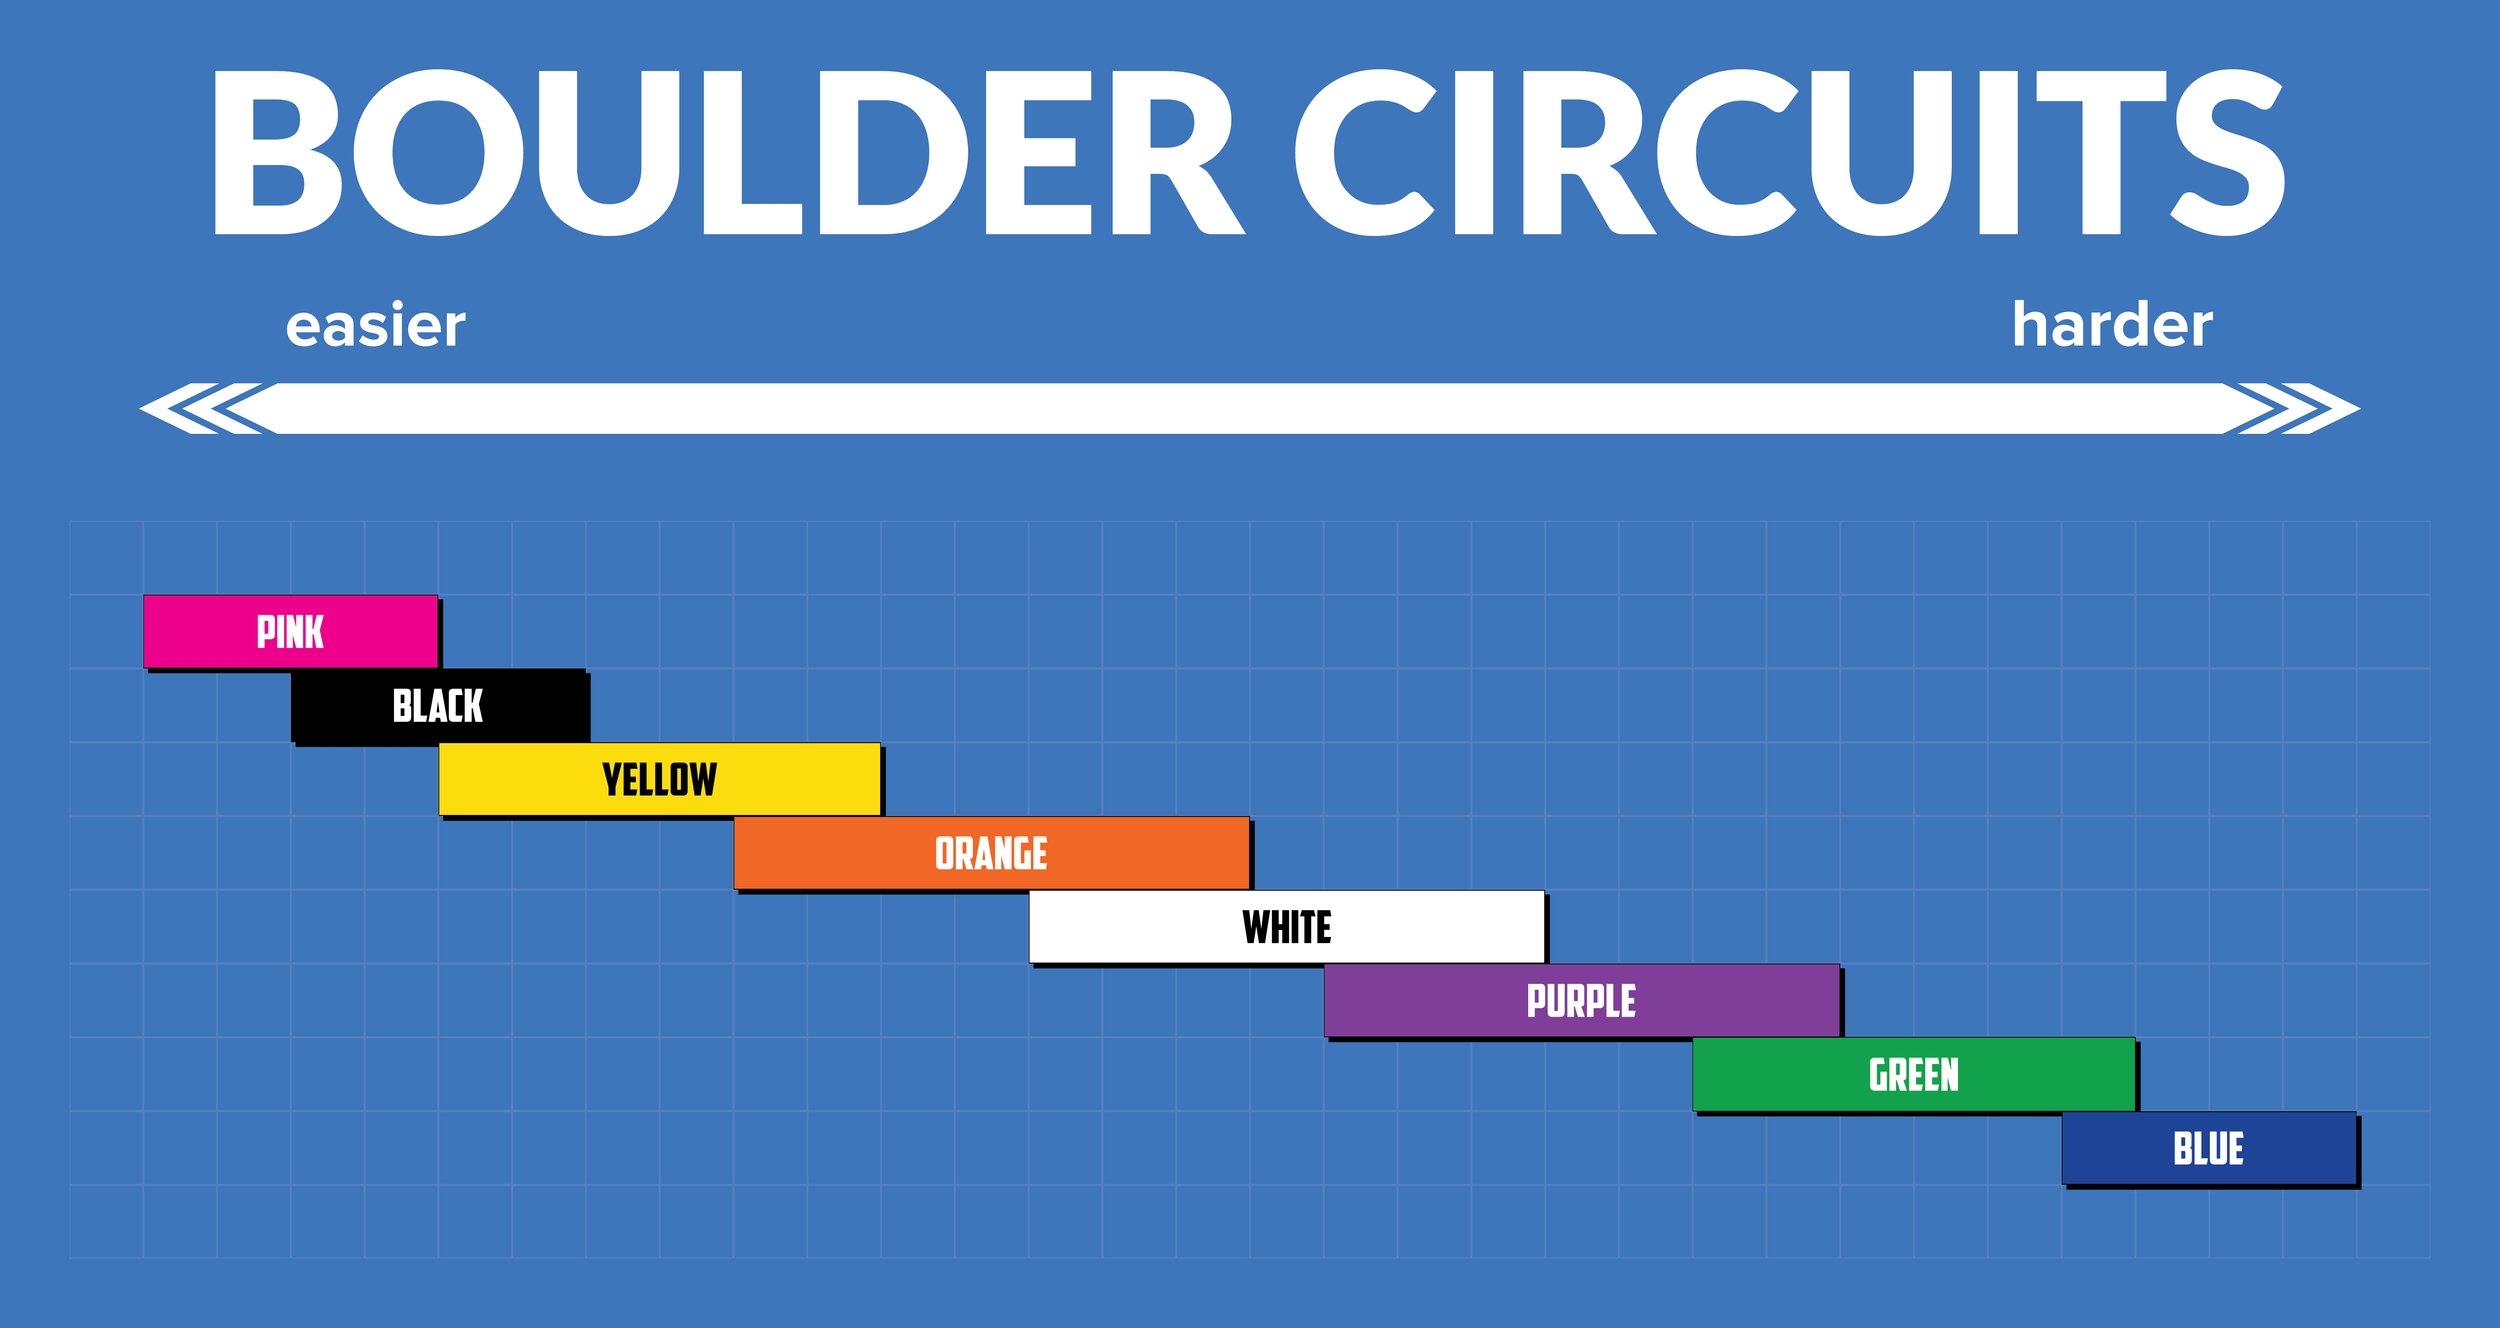 BOULDER CIRCUITS
easier harder
PINK
BLACK
YELLOW
ORANGE
WHITE
PURPLE
GREEN
BLUE